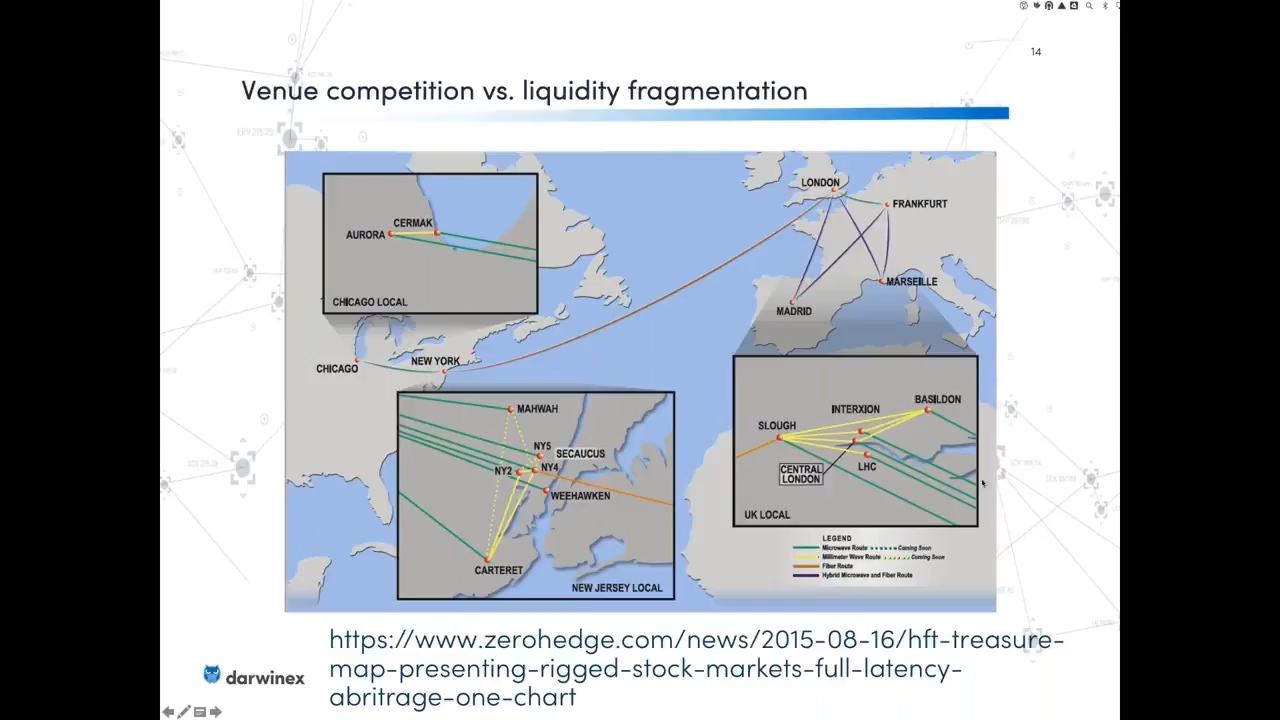 14
Venue competition vs. liquidity fragmentation
LONDON
FRANKFURT
CERMAK
AURORA
CHICAGO LOCAL
MARSEILLE
MADRID
NEW YORK
CHICAGO
MAHWAH
NY5
SECAUCUS
NY2
NY4
WEEHAWKEN
CARTERET
NEW JERSEY LOCAL
BASILDON
INTERXION
SLOUGH
LHC
CENTRAL
LONDON
UK LOCAL
LEGEND
Microwave Route Coming Soon
Millimeter Wave Route Coming Soon
Fiber Route
Hybrid Microwave and Fiber Route
https://www.zerohedge.com/news/2015-08-16/hft-treasure-
map-presenting-rigged-stock-markets-full-latency-
abritrage-one-chart
darwinex